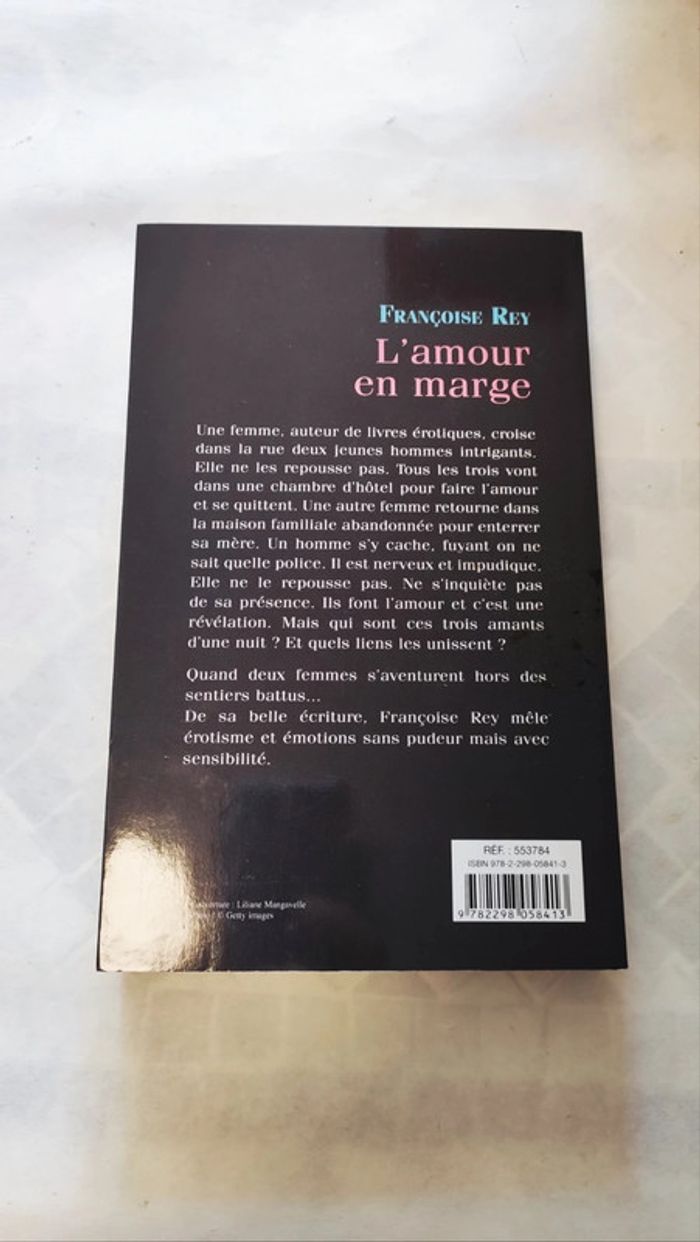 FRANÇOISE REY
L'amour
en marge
Une femme, auteur de livres érotiques, croise
dans la rue deux jeunes hommes intrigants.
Elle ne les repousse pas. Tous les trois vont
dans une chambre d'hôtel pour faire l'amour
et se quittent. Une autre femme retourne dans
la maison familiale abandonnée pour enterrer
sa mère. Un homme s'y cache, fuyant on ne
sait quelle police. Il est nerveux et impudique.
Elle ne le repousse pas. Ne s'inquiète pas
de sa présence. Ils font l'amour et c'est une
révélation. Mais qui sont ces trois amants
d'une nuit ? Et quels liens les unissent ?
Quand deux femmes s'aventurent hors des
sentiers battus...
De sa belle écriture, Françoise Rey mêle
érotisme et émotions sans pudeur mais avec
sensibilité.
RÉF. : 553784
ISBN 978-2-298-05841-3
9 782298 058413
: Liliane Mangavelle
© Getty images